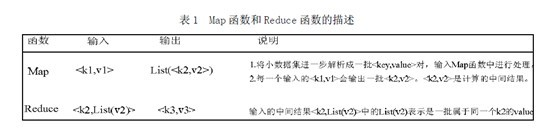 表1 Map函数和Reduce函数的描述
函数 输入 输出 说明
Map <k1,v1> List(<k2,v2>) 1.将小数据集进一步解析成一批<key,value>对，输入Map函数中进行处理。
2.每一个输入的<k1,v1>会输出一批<k2,v2>。<k2,v2>是计算的中间结果。
Reduce <k2,List(v2)> <k3,v3> 输入的中间结果<k2,List(v2)>中的List(v2)表示是一批属于同一个k2的value